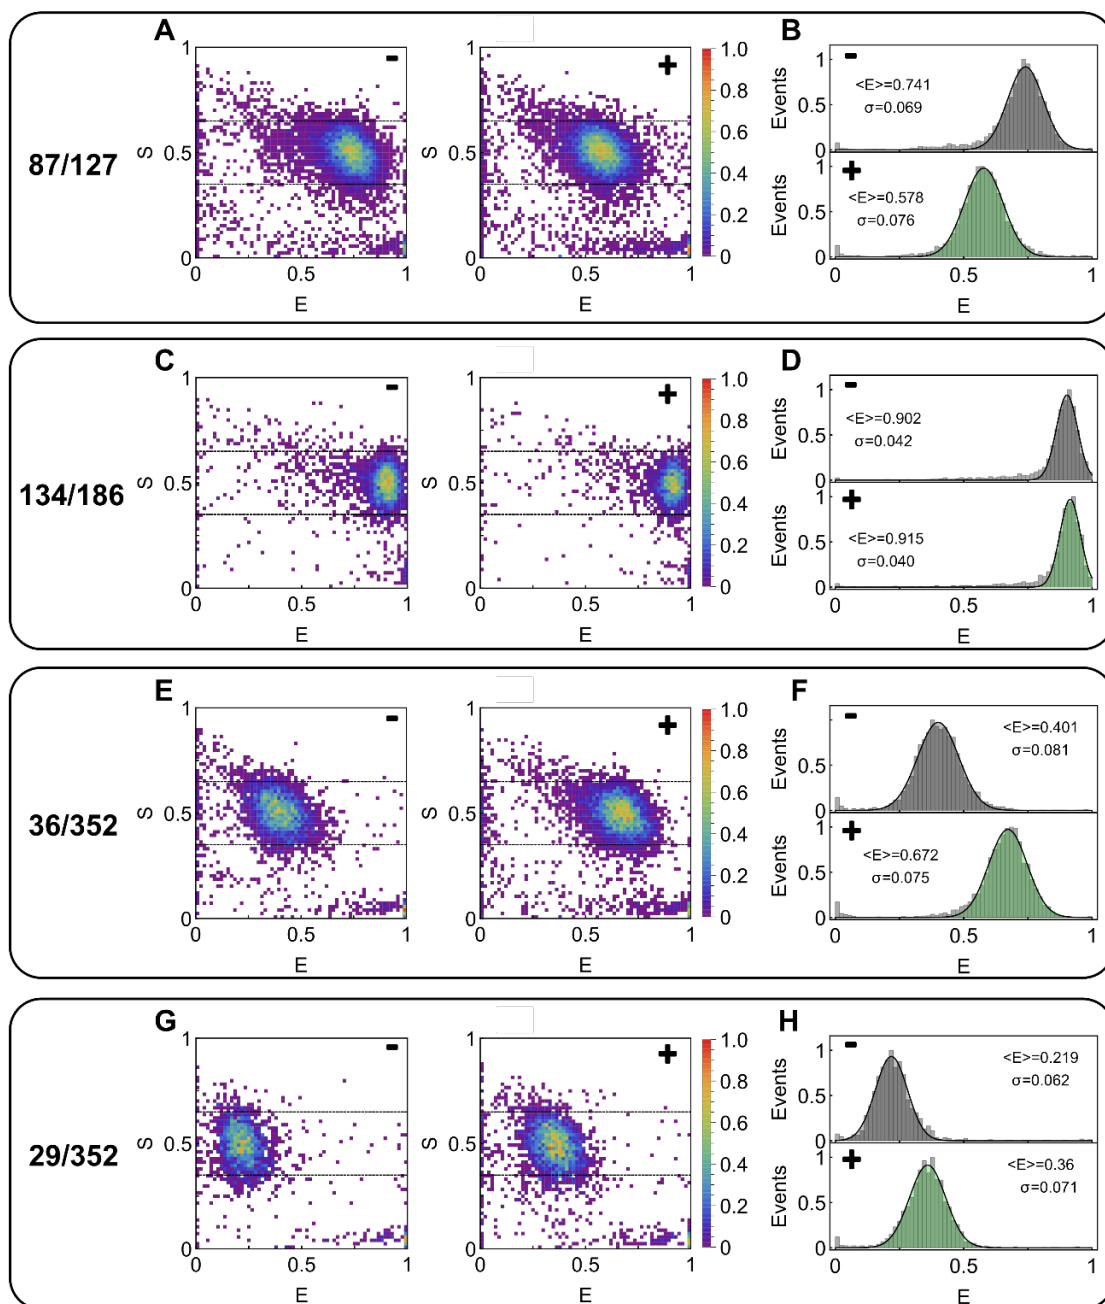 A
B
87/127
1
0.5
0
S
0
0.5
1
E
-
1
0.5
0
S
0
0.5
1
E
+
1.0
0.8
0.6
0.4
0.2
0
-
<E>=0.741
σ=0.069
Events
1
0.5
0
+
<E>=0.578
σ=0.076
Events
1
0.5
0
0
0.5
1
E
C
D
134/186
1
0.5
0
S
0
0.5
1
E
-
1
0.5
0
S
0
0.5
1
E
+
1.0
0.8
0.6
0.4
0.2
0
-
<E>=0.902
σ=0.042
Events
1
0.5
0
+
<E>=0.915
σ=0.040
Events
1
0.5
0
0
0.5
1
E
E
F
36/352
1
0.5
0
S
0
0.5
1
E
-
1
0.5
0
S
0
0.5
1
E
+
1.0
0.8
0.6
0.4
0.2
0
-
<E>=0.401
σ=0.081
Events
1
0.5
0
+
<E>=0.672
σ=0.075
Events
1
0.5
0
0
0.5
1
E
G
H
29/352
1
0.5
0
S
0
0.5
1
E
-
1
0.5
0
S
0
0.5
1
E
+
1.0
0.8
0.6
0.4
0.2
0
-
<E>=0.219
σ=0.062
Events
1
0.5
0
+
<E>=0.36
σ=0.071
Events
1
0.5
0
0
0.5
1
E